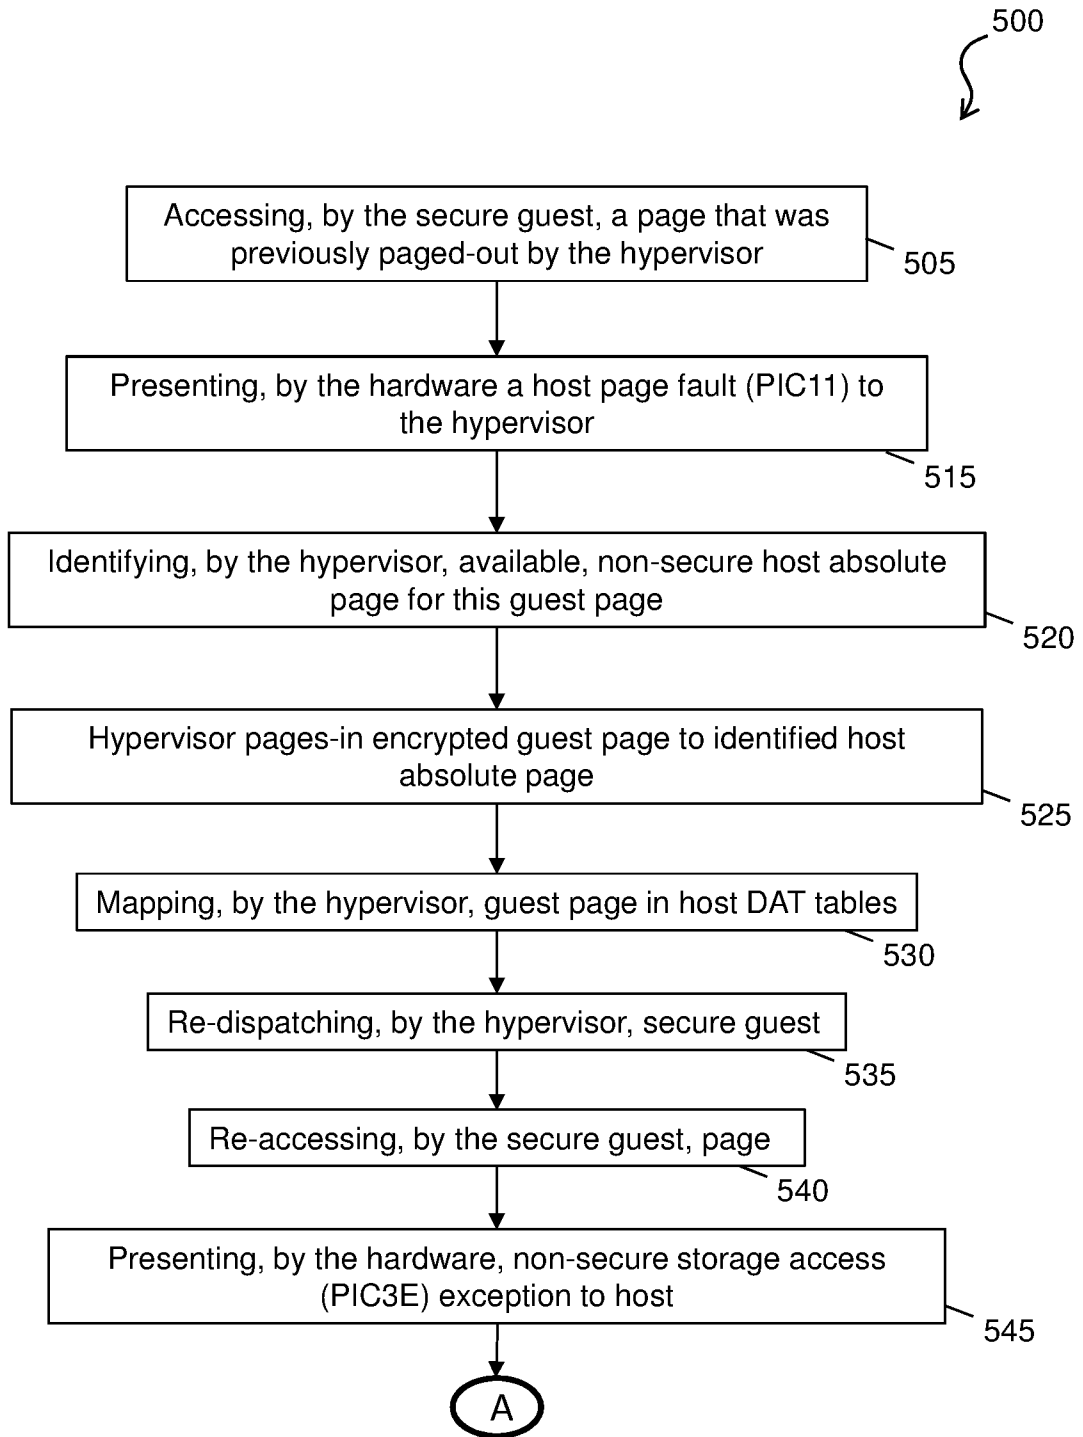 500
Accessing, by the secure guest, a page that was
previously paged-out by the hypervisor
505
Presenting, by the hardware a host page fault (PIC11) to
the hypervisor
515
Identifying, by the hypervisor, available, non-secure host absolute
page for this guest page
520
Hypervisor pages-in encrypted guest page to identified host
absolute page
525
Mapping, by the hypervisor, guest page in host DAT tables
530
Re-dispatching, by the hypervisor, secure guest
535
Re-accessing, by the secure guest, page
540
Presenting, by the hardware, non-secure storage access
(PIC3E) exception to host
545
A